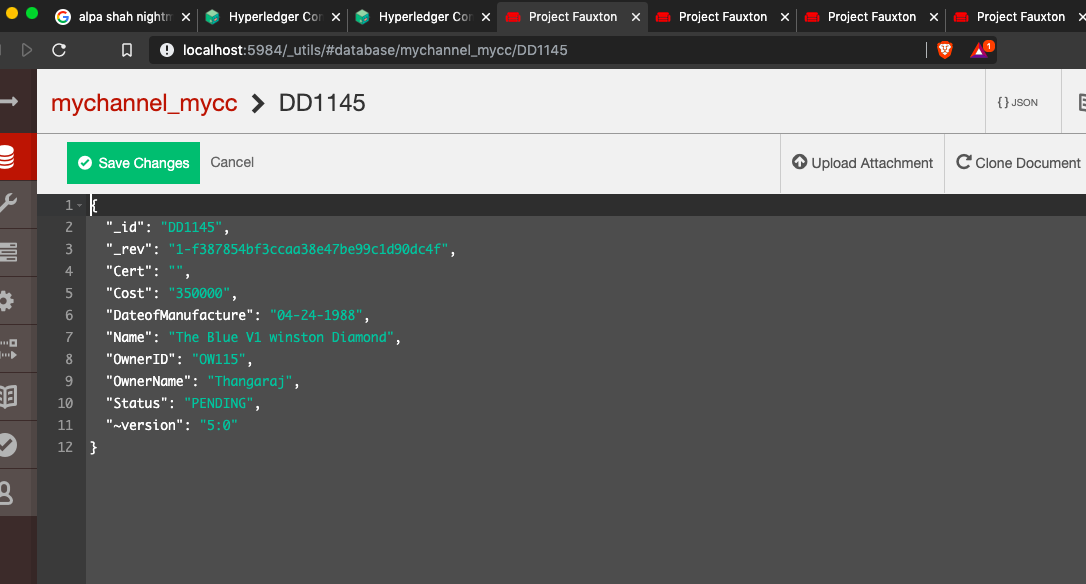 alpa shah nightm
Hyperledger Con
Hyperledger Con
Project Fauxton
Project Fauxton
Project Fauxton
Project Fauxton
localhost:5984/_utils/#database/mychannel_mycc/DD1145
1
mychannel_mycc > DD1145
{} JSON
Save Changes
Cancel
Upload Attachment
Clone Document
1 {
2 "_id": "DD1145",
3 "_rev": "1-f387854bf3ccaa38e47be99c1d90dc4f",
4 "Cert": "",
5 "Cost": "350000",
6 "DateofManufacture": "04-24-1988",
7 "Name": "The Blue V1 winston Diamond",
8 "OwnerID": "OW115",
9 "OwnerName": "Thangaraj",
10 "Status": "PENDING",
11 "~version": "5:0"
12 }